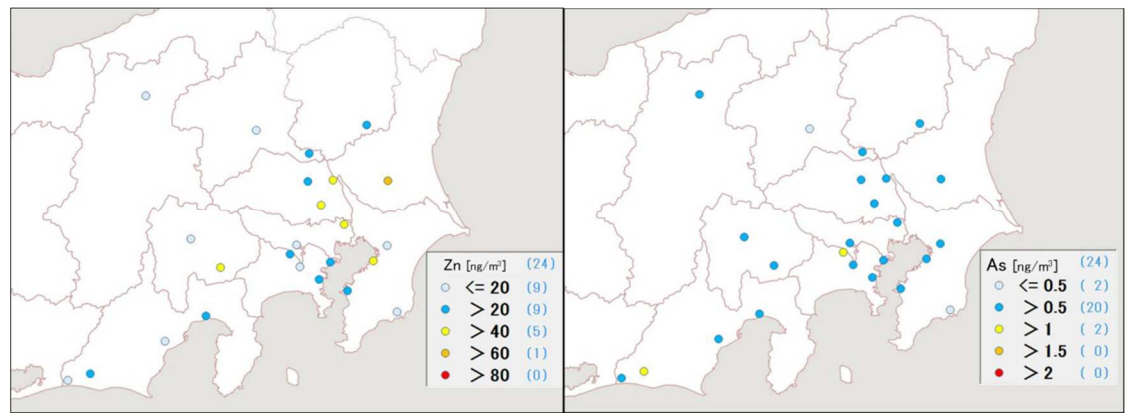 Zn [ng/m³] (24)
<= 20 (9)
> 20 (9)
> 40 (5)
> 60 (1)
> 80 (0)
As [ng/m³] (24)
<= 0.5 ( 2)
> 0.5 (20)
> 1 ( 2)
> 1.5 ( 0)
> 2 ( 0)